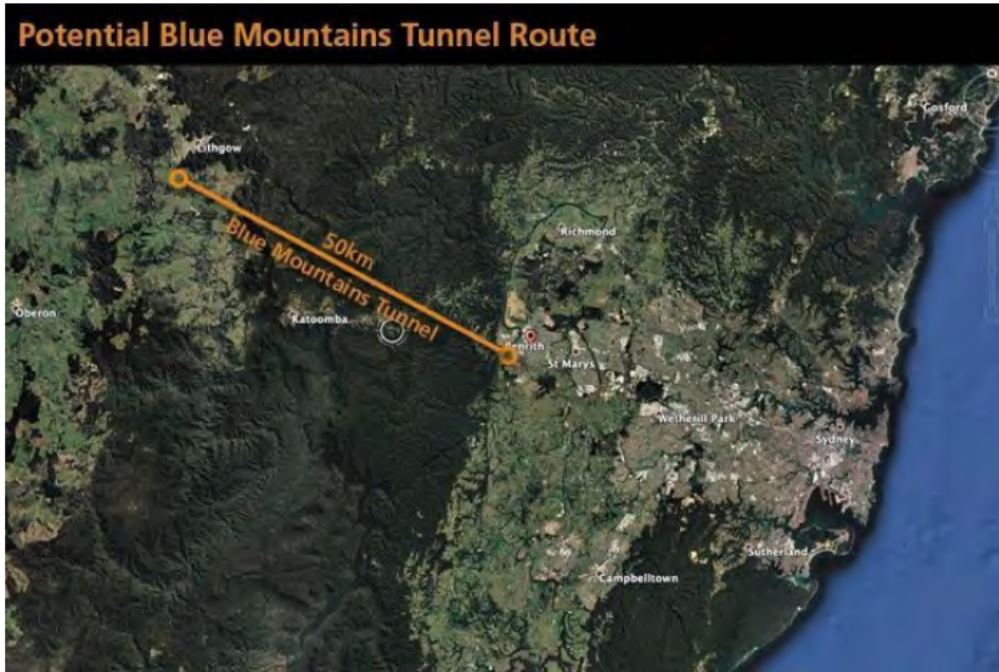 Potential Blue Mountains Tunnel Route
Gosford
Lithgow
50km
Blue Mountains Tunnel
Richmond
Oberon
Katoomba
Penrith
St Marys
Wetherill Park
Sydney
Sutherland
Campbelltown